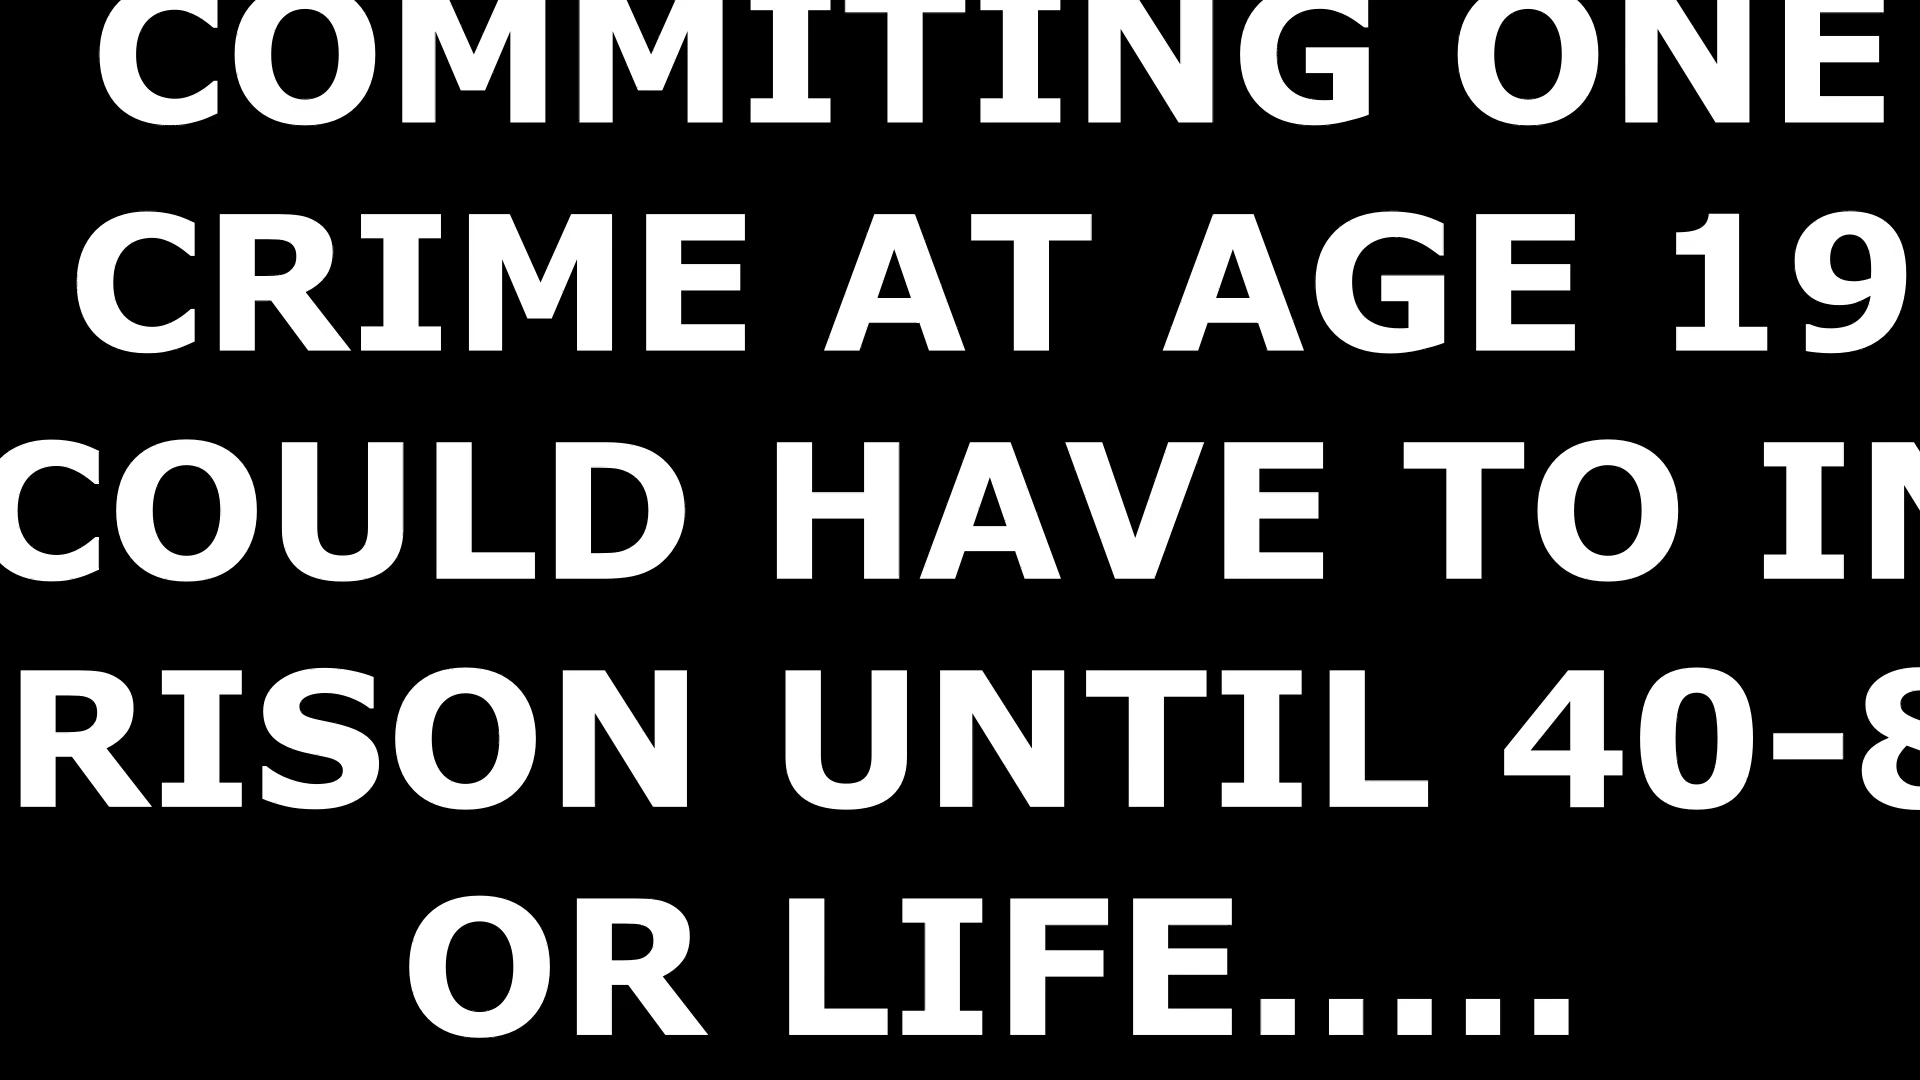 COMMITING ONE
CRIME AT AGE 19
COULD HAVE TO IN
RISON UNTIL 40-8
OR LIFE.....